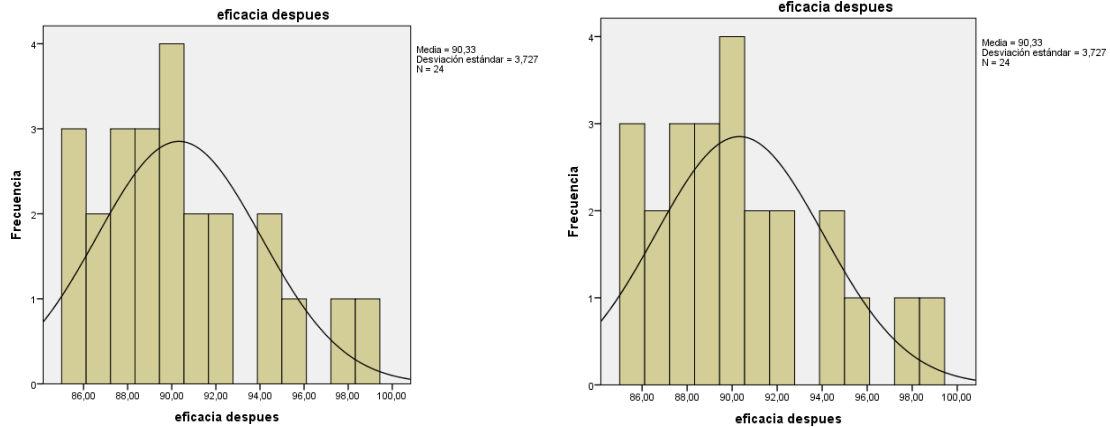 eficacia despues
Media = 90,33
Desviación estándar = 3,727
N = 24
4
3
2
1
0
Frecuencia
86,00 88,00 90,00 92,00 94,00 96,00 98,00 100,00
eficacia despues
eficacia despues
Media = 90,33
Desviación estándar = 3,727
N = 24
4
3
2
1
0
Frecuencia
86,00 88,00 90,00 92,00 94,00 96,00 98,00 100,00
eficacia despues